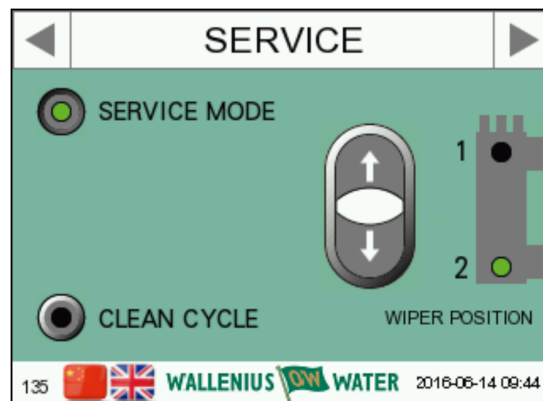 SERVICE
SERVICE MODE
1
2
CLEAN CYCLE
WIPER POSITION
135 WALLENIUS OW WATER 2016-06-14 09:44